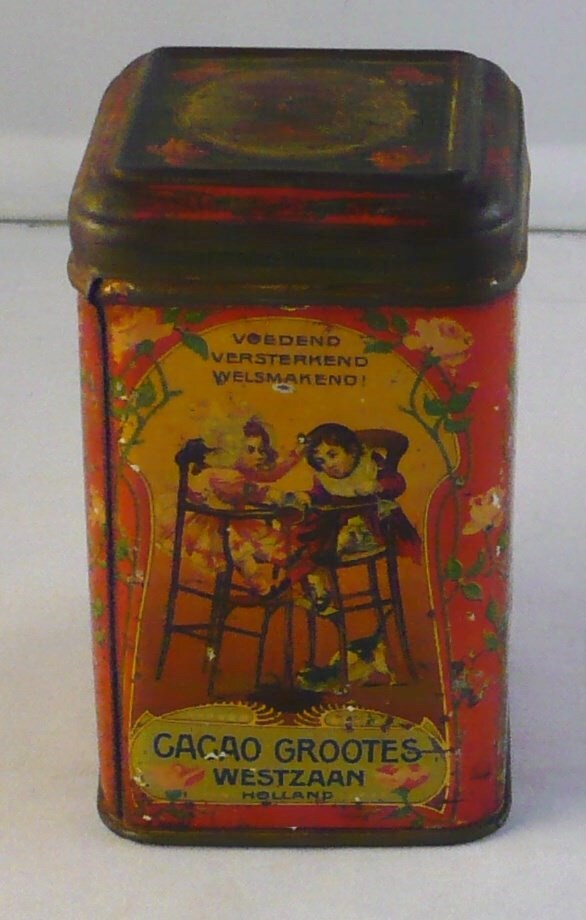 VOEDEND
VERSTERKEND
WELSMAKEND!
CACAO GROOTES
WESTZAAN
HOLLAND